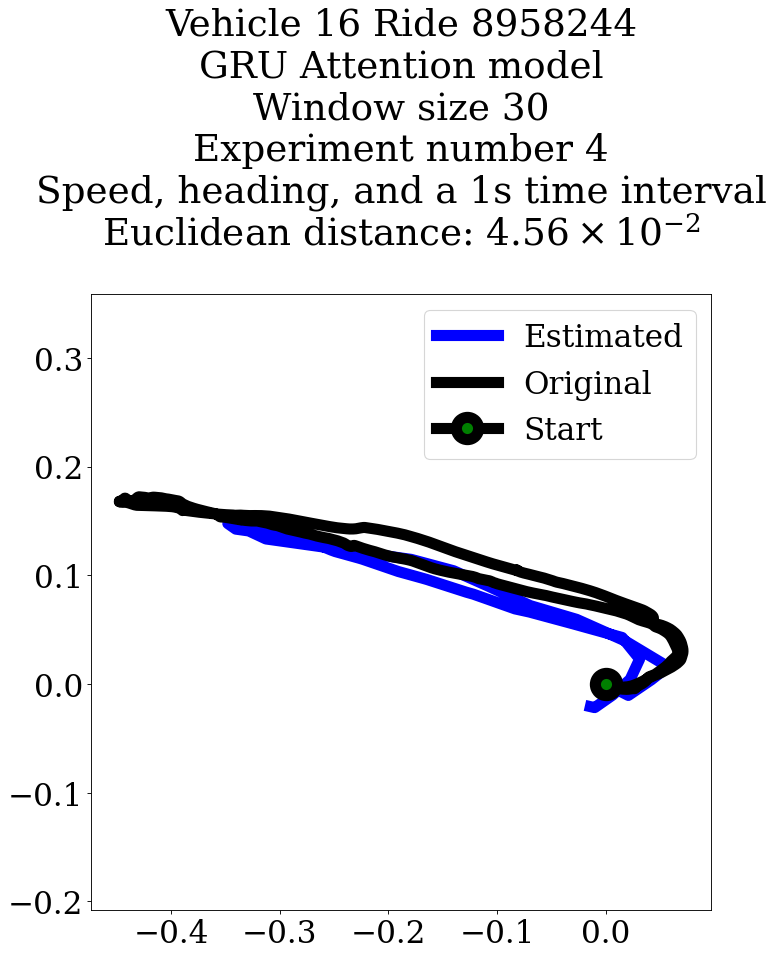 Vehicle 16 Ride 8958244
GRU Attention model
Window size 30
Experiment number 4
Speed, heading, and a 1s time interval
Euclidean distance: 4.56 × 10⁻²
Estimated
Original
Start
0.3
0.2
0.1
0.0
−0.1
−0.2
−0.4 −0.3 −0.2 −0.1 0.0